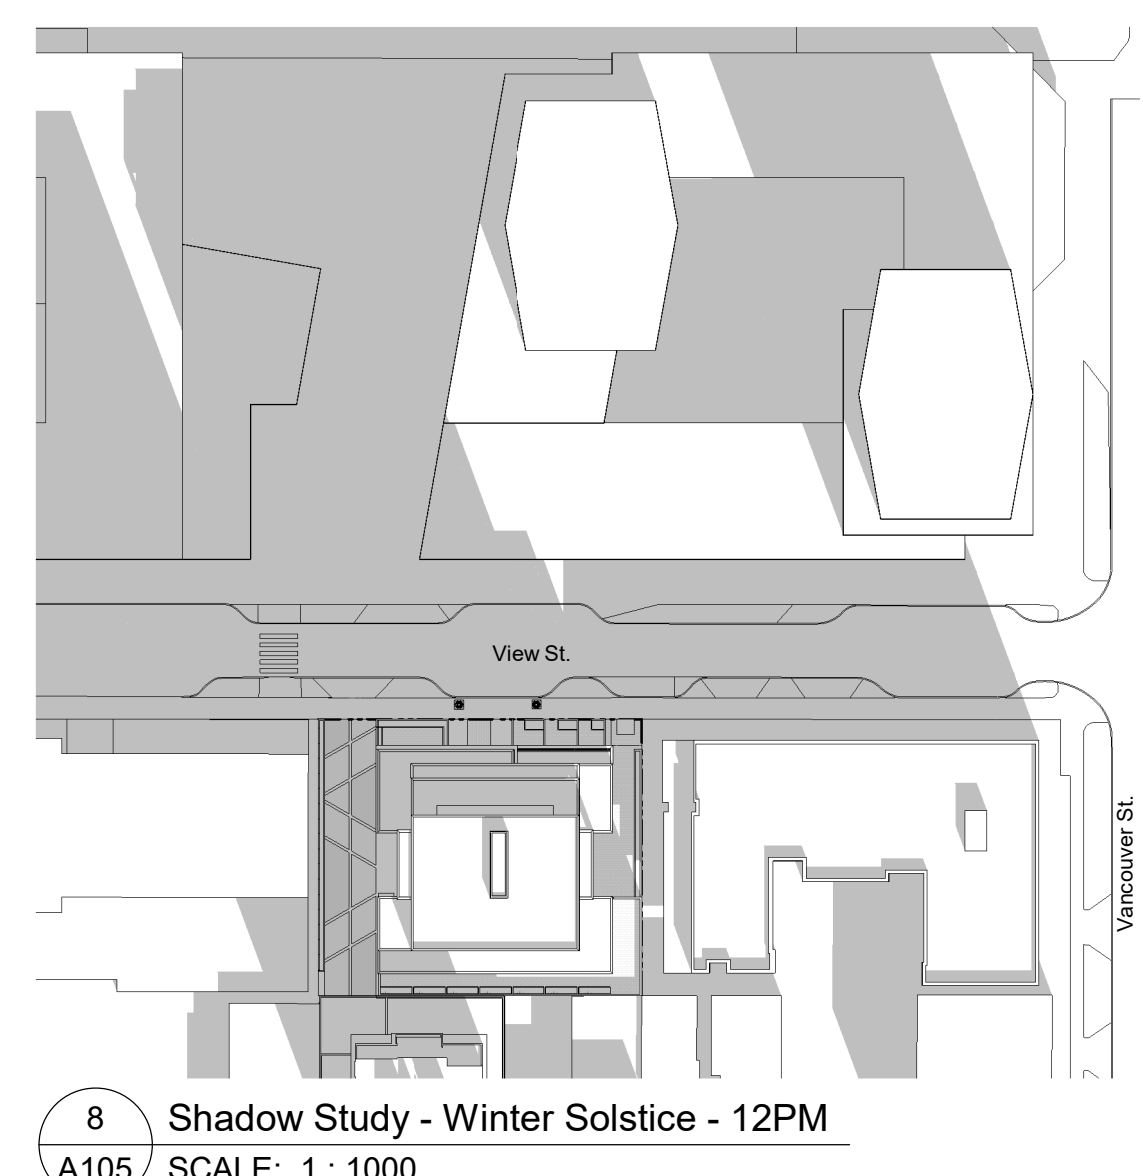 View St.
Vancouver St.
8
Shadow Study - Winter Solstice - 12PM
A105
SCALE: 1 : 1000